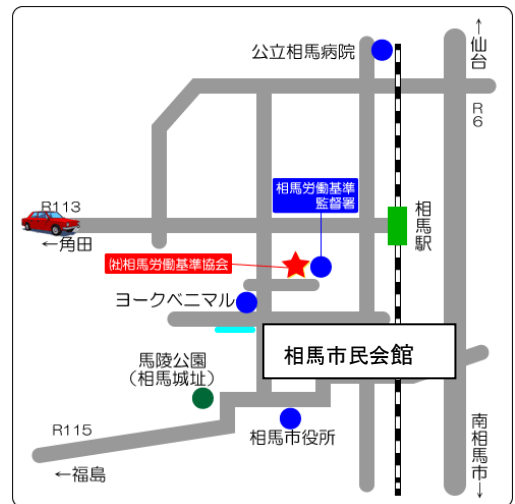 公立相馬病院
↑
仙台
R6
相馬労働基準
監督署
R113
←角田
相馬駅
㈳相馬労働基準協会
ヨークベニマル
相馬市民会館
馬陵公園
(相馬城址)
相馬市役所
R115
←福島
南相馬市
↓